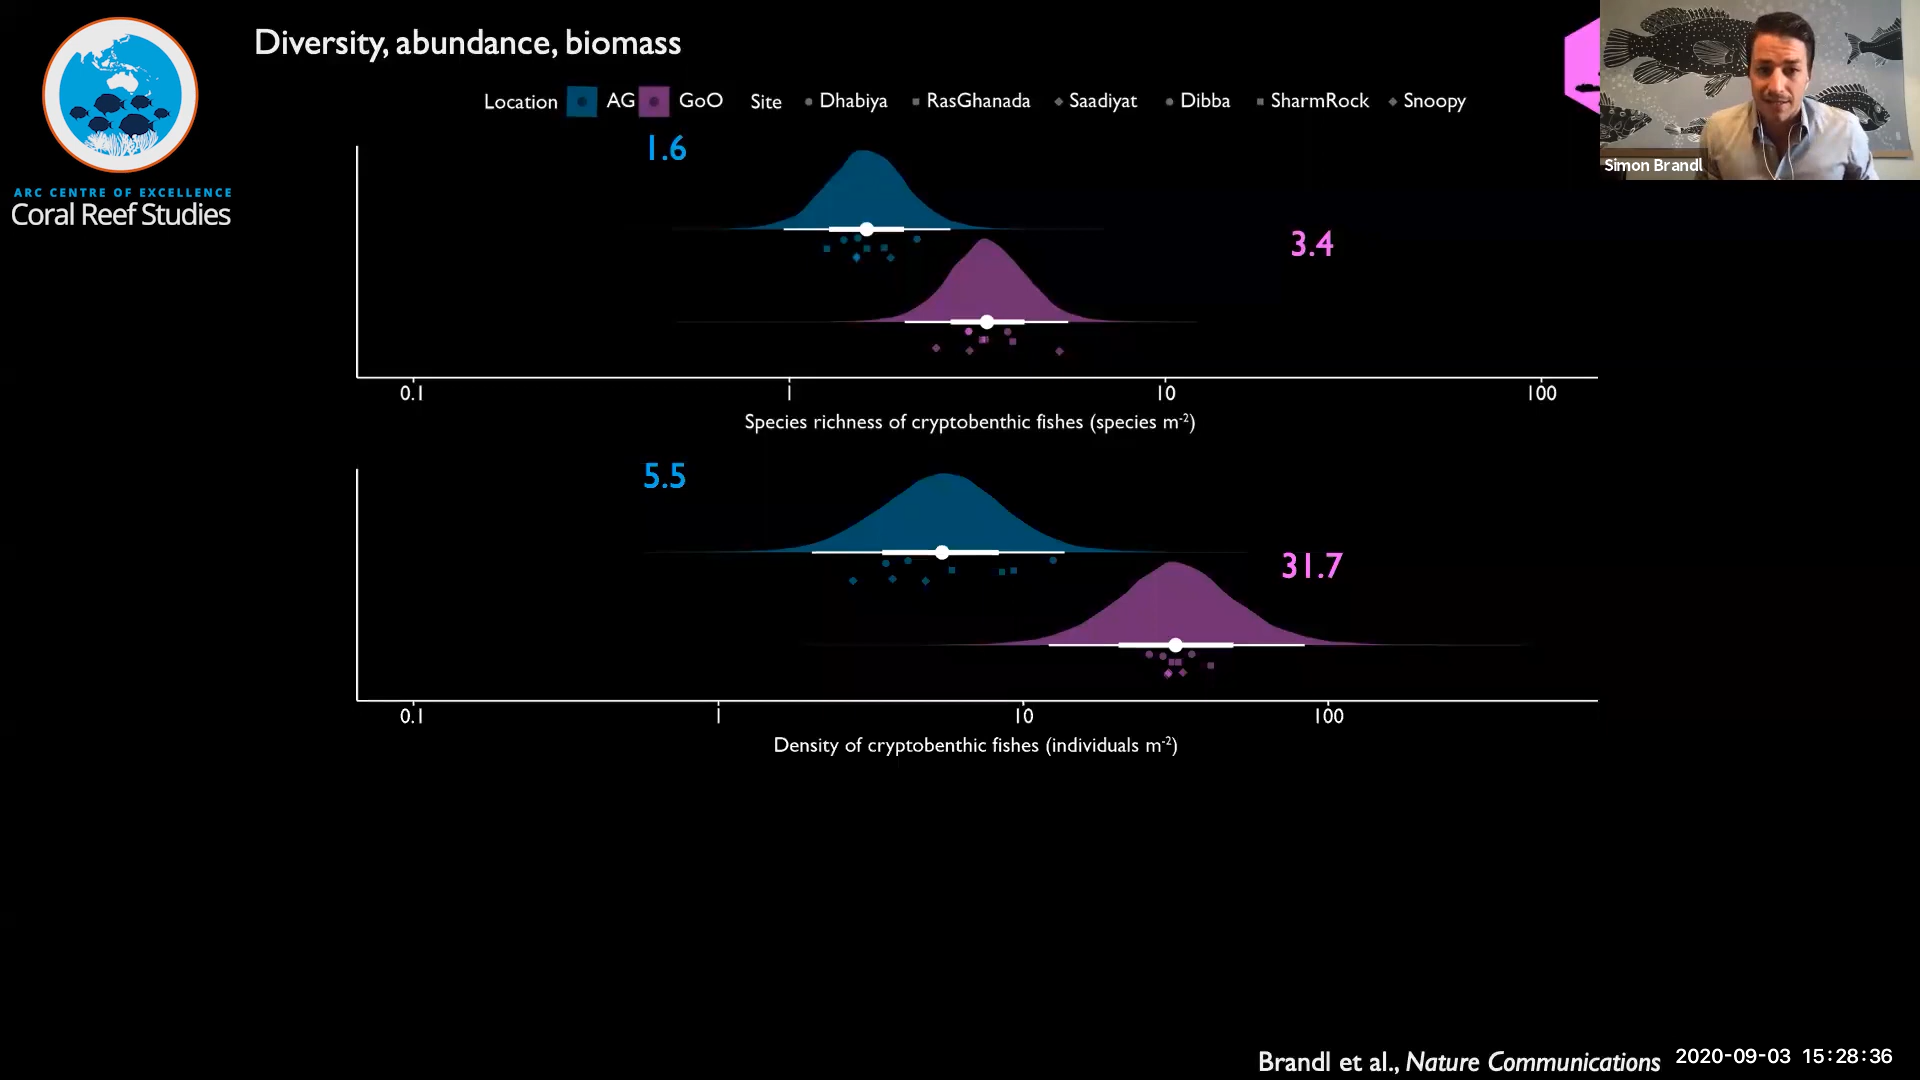 Diversity, abundance, biomass
Location AG GoO Site Dhabiya RasGhanada Saadiyat Dibba SharmRock Snoopy
1.6
Simon Brandl
ARC CENTRE OF EXCELLENCE
Coral Reef Studies
3.4
0.1 1 10 100
Species richness of cryptobenthic fishes (species m-2)
5.5
31.7
0.1 1 10 100
Density of cryptobenthic fishes (individuals m-2)
Brandl et al., Nature Communications
2020-09-03 15:28:36